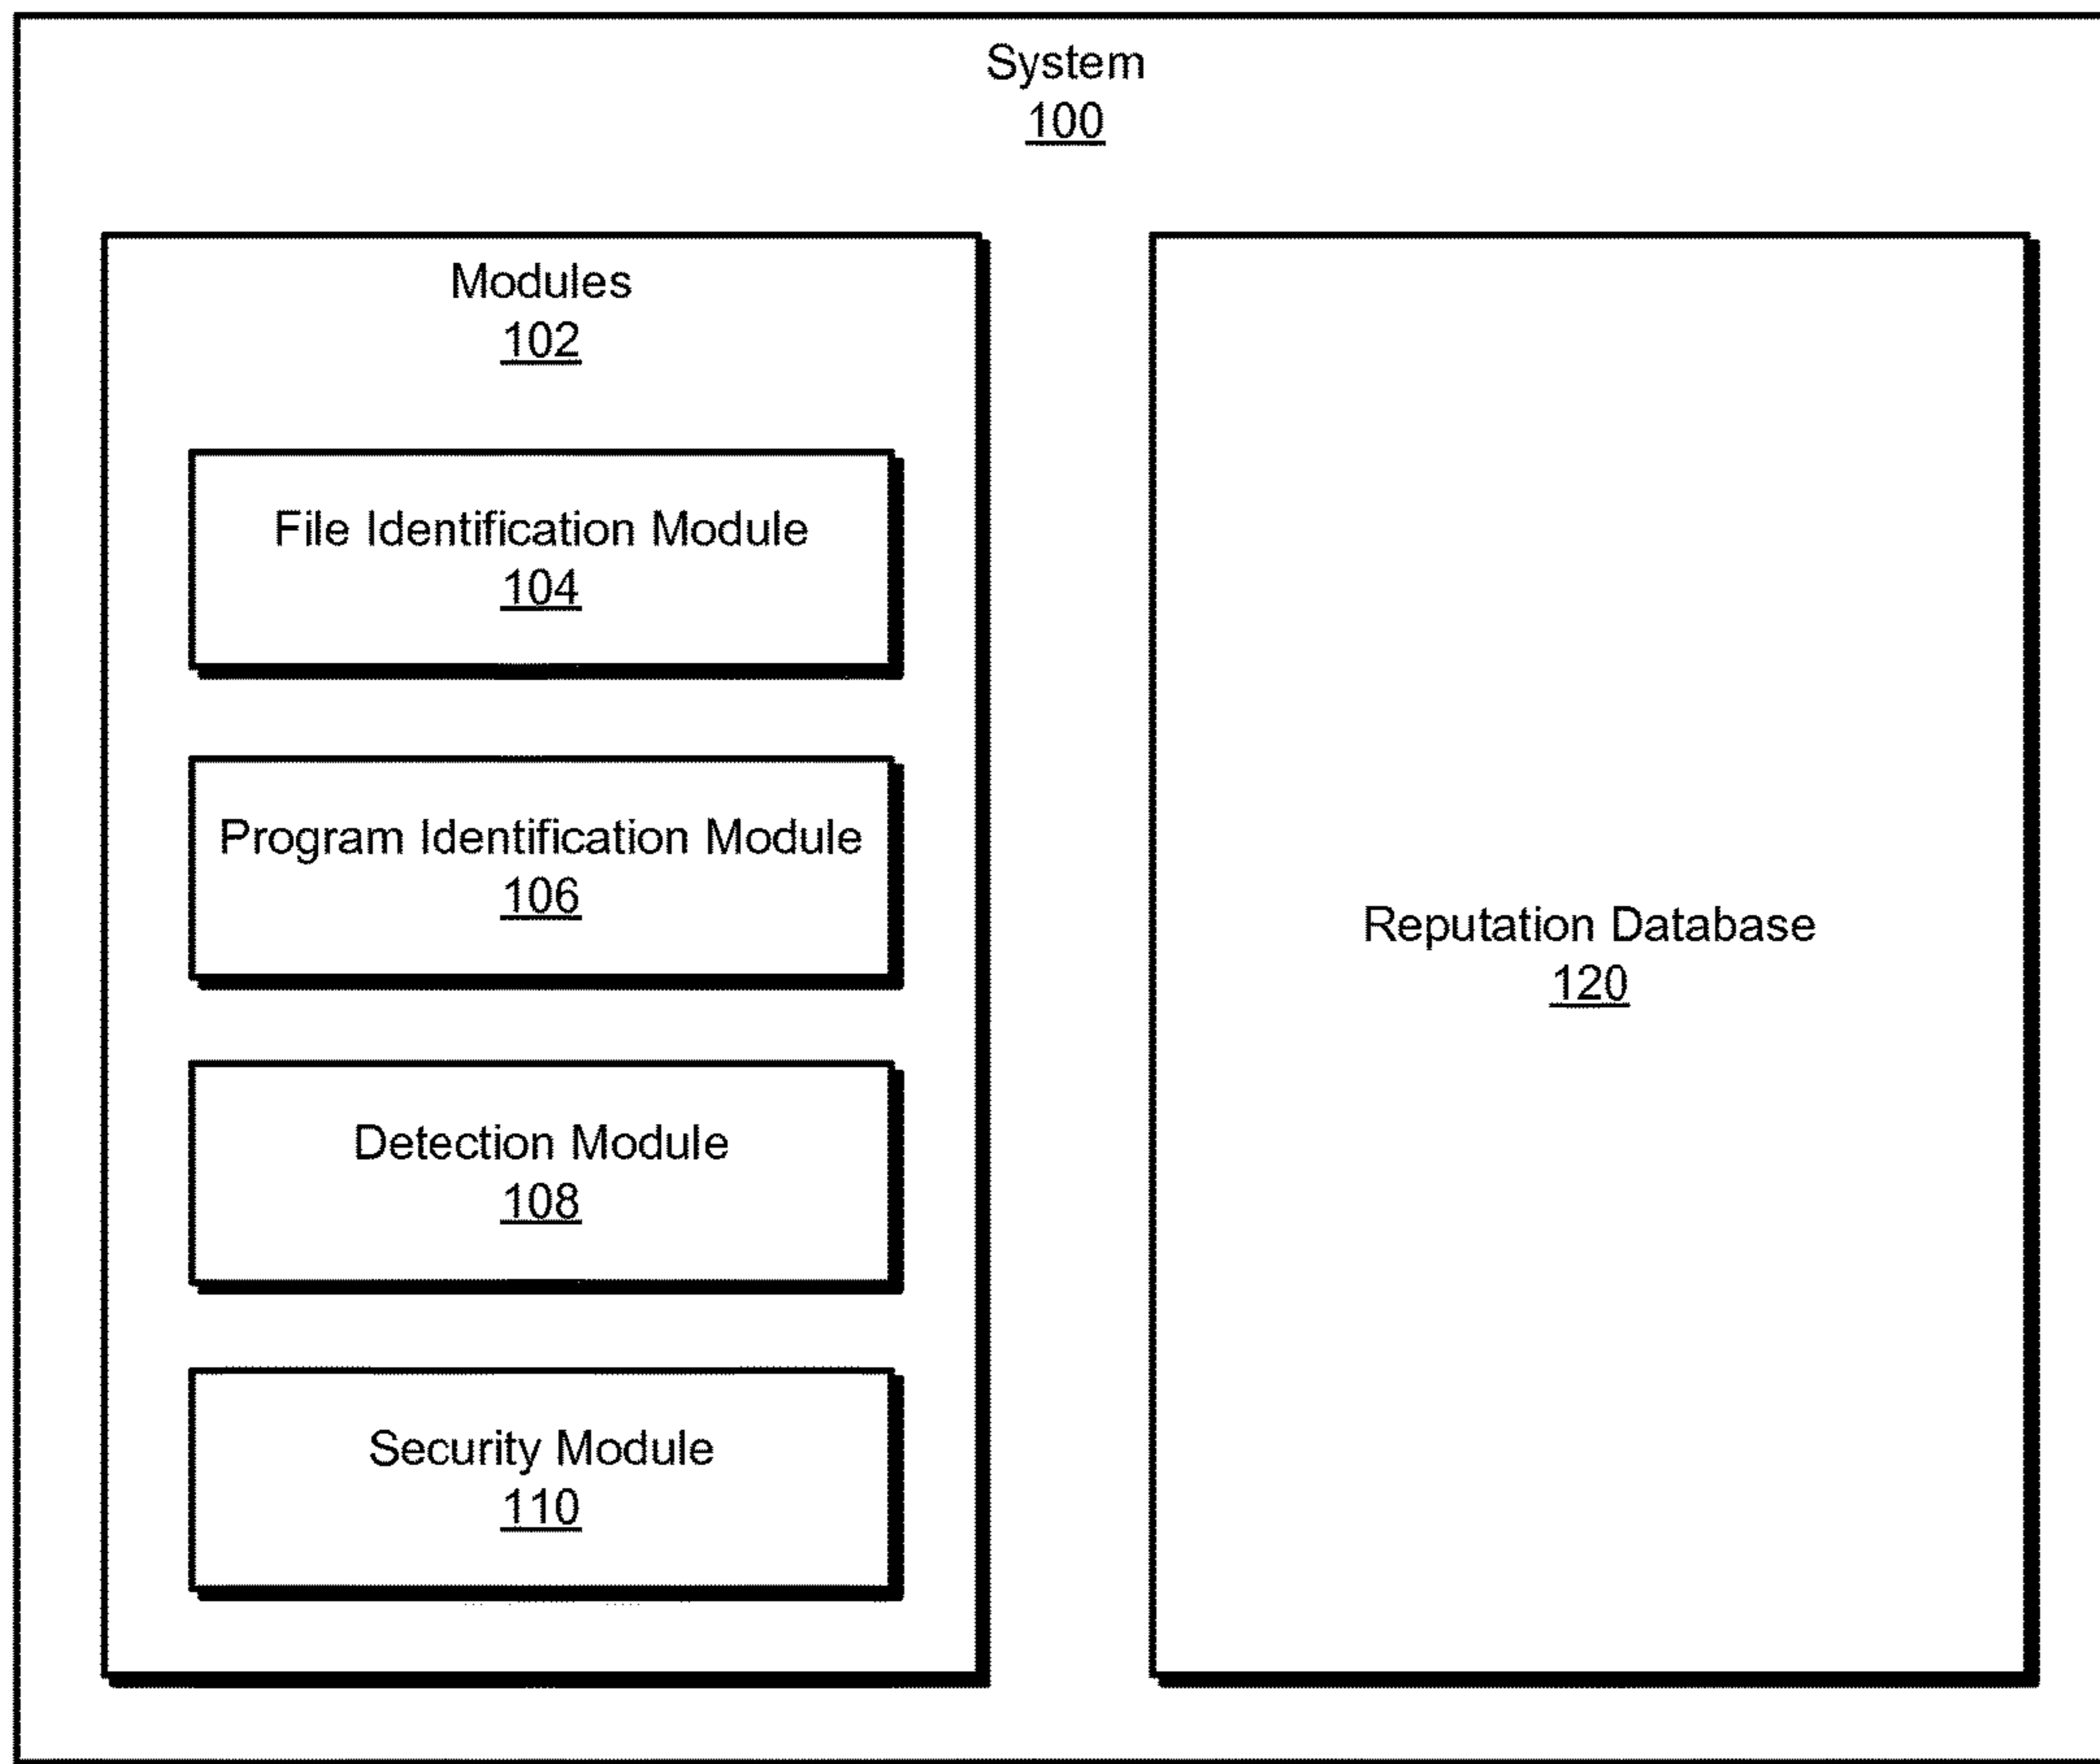 System
100
Modules
102
File Identification Module
104
Program Identification Module
106
Detection Module
108
Security Module
110
Reputation Database
120